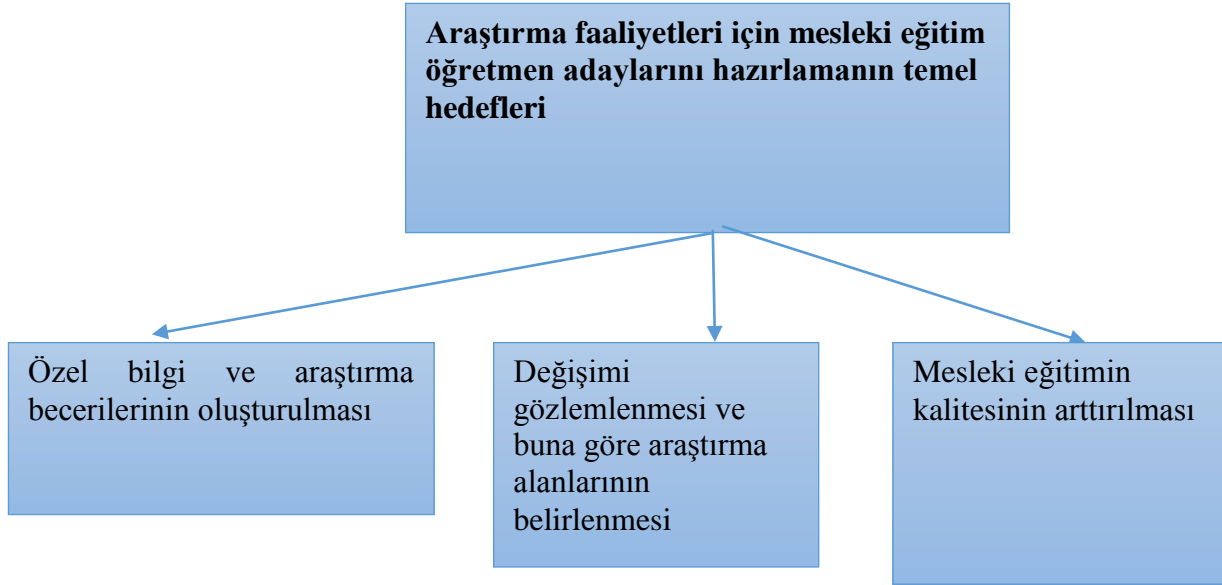 Araştırma faaliyetleri için mesleki eğitim
öğretmen adaylarını hazırlamanın temel
hedefleri
Özel bilgi ve araştırma
becerilerinin oluşturulması
Değişimi
gözlemlenmesi ve
buna göre araştırma
alanlarının
belirlenmesi
Mesleki eğitimin
kalitesinin arttırılması